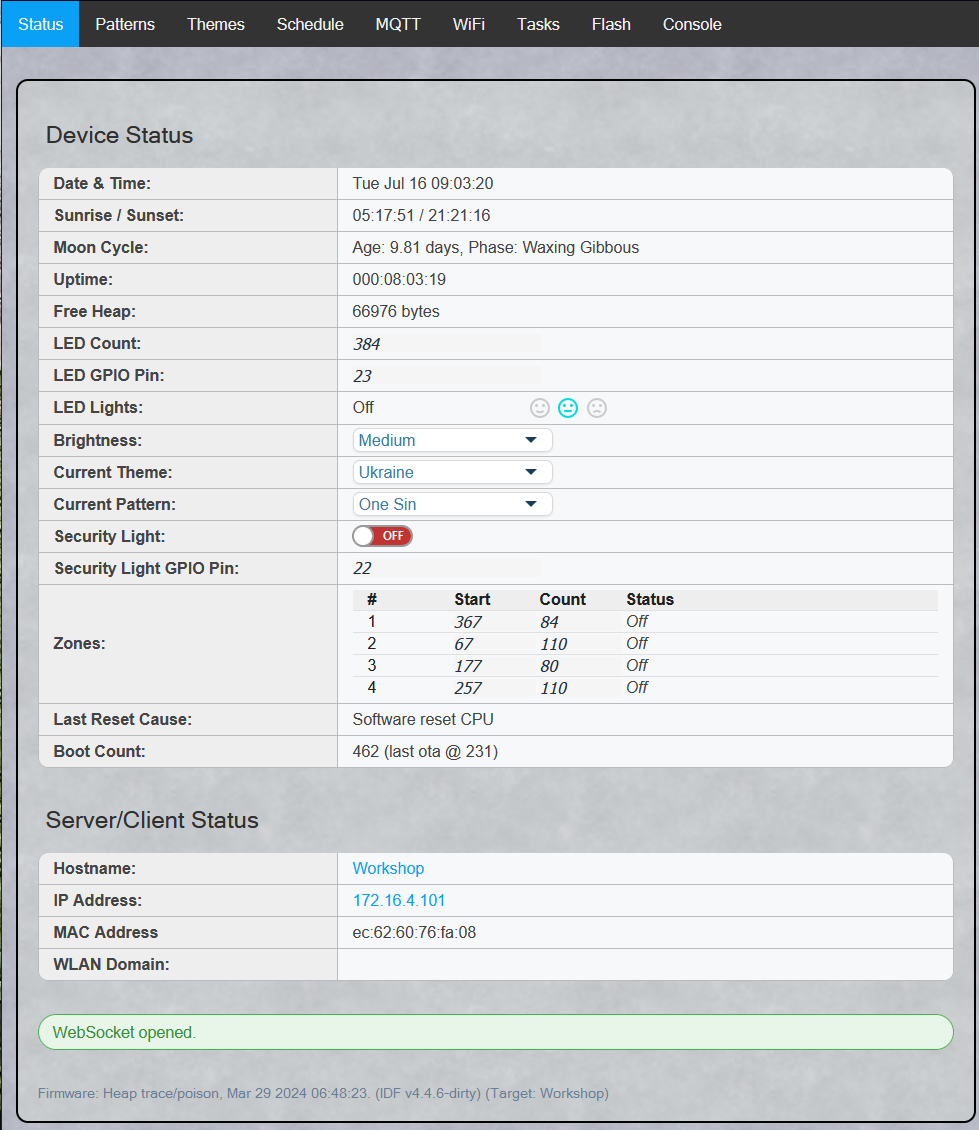 Status Patterns Themes Schedule MQTT WiFi Tasks Flash Console
Device Status
Date & Time: Tue Jul 16 09:03:20
Sunrise / Sunset: 05:17:51 / 21:21:16
Moon Cycle: Age: 9.81 days, Phase: Waxing Gibbous
Uptime: 000:08:03:19
Free Heap: 66976 bytes
LED Count: 384
LED GPIO Pin: 23
LED Lights: Off
Brightness: Medium
Current Theme: Ukraine
Current Pattern: One Sin
Security Light: OFF
Security Light GPIO Pin: 22
Zones:
# Start Count Status
1 367 84 Off
2 67 110 Off
3 177 80 Off
4 257 110 Off
Last Reset Cause: Software reset CPU
Boot Count: 462 (last ota @ 231)
Server/Client Status
Hostname: Workshop
IP Address: 172.16.4.101
MAC Address ec:62:60:76:fa:08
WLAN Domain:
WebSocket opened.
Firmware: Heap trace/poison, Mar 29 2024 06:48:23. (IDF v4.4.6-dirty) (Target: Workshop)